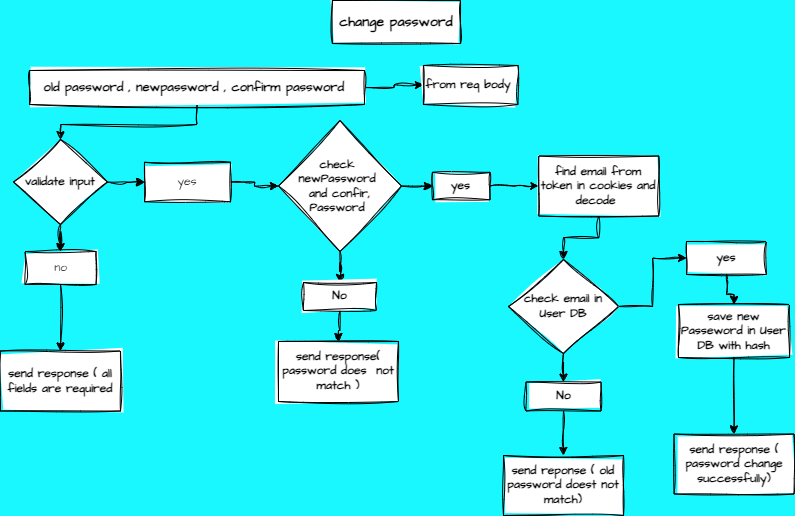 change password
old password , newpassword , confirm password
from req body
validate input
yes
check
newPassword
and confir,
Password
yes
find email from
token in cookies and
decode
no
No
check email in
User DB
yes
save new
Passeword in User
DB with hash
send response ( all
fields are required
send response(
password does not
match )
No
send response (
password change
successfully)
send reponse ( old
password doest not
match)